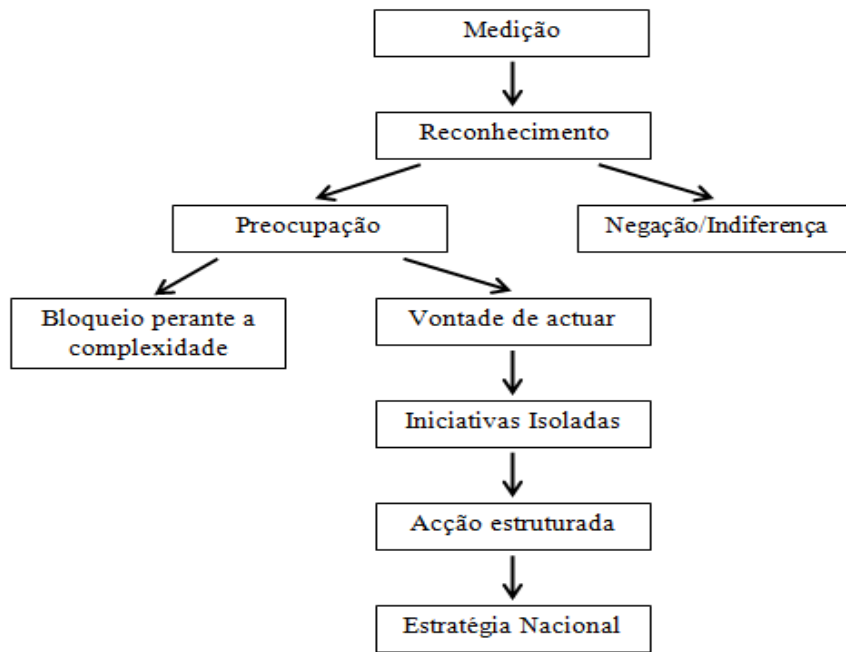 Medição
Reconhecimento
Preocupação
Negação/Indiferença
Bloqueio perante a
complexidade
Vontade de actuar
Iniciativas Isoladas
Acção estruturada
Estratégia Nacional